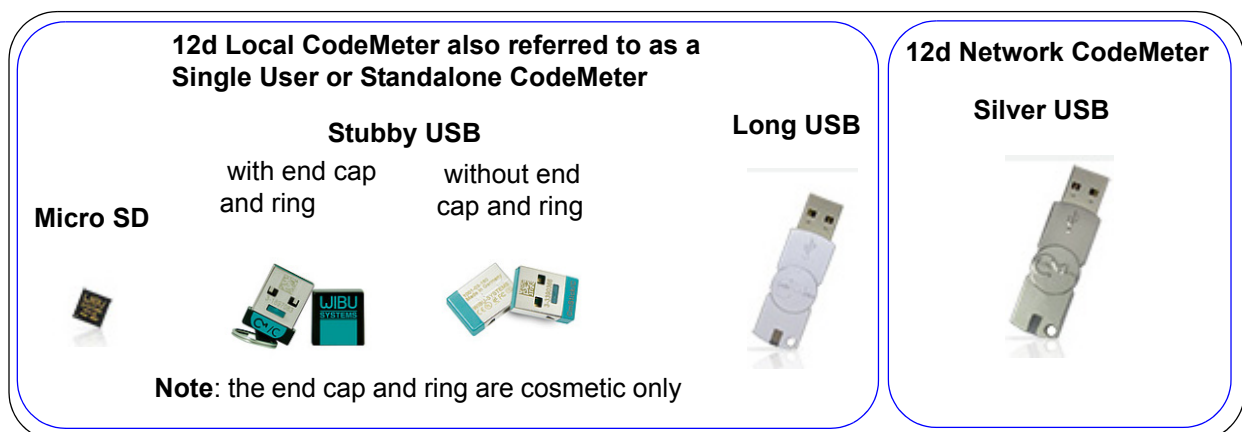 12d Local CodeMeter also referred to as a
Single User or Standalone CodeMeter
Stubby USB
with end cap
and ring
without end
cap and ring
Micro SD
Long USB
WIBU
SYSTEMS
Note: the end cap and ring are cosmetic only
12d Network CodeMeter
Silver USB